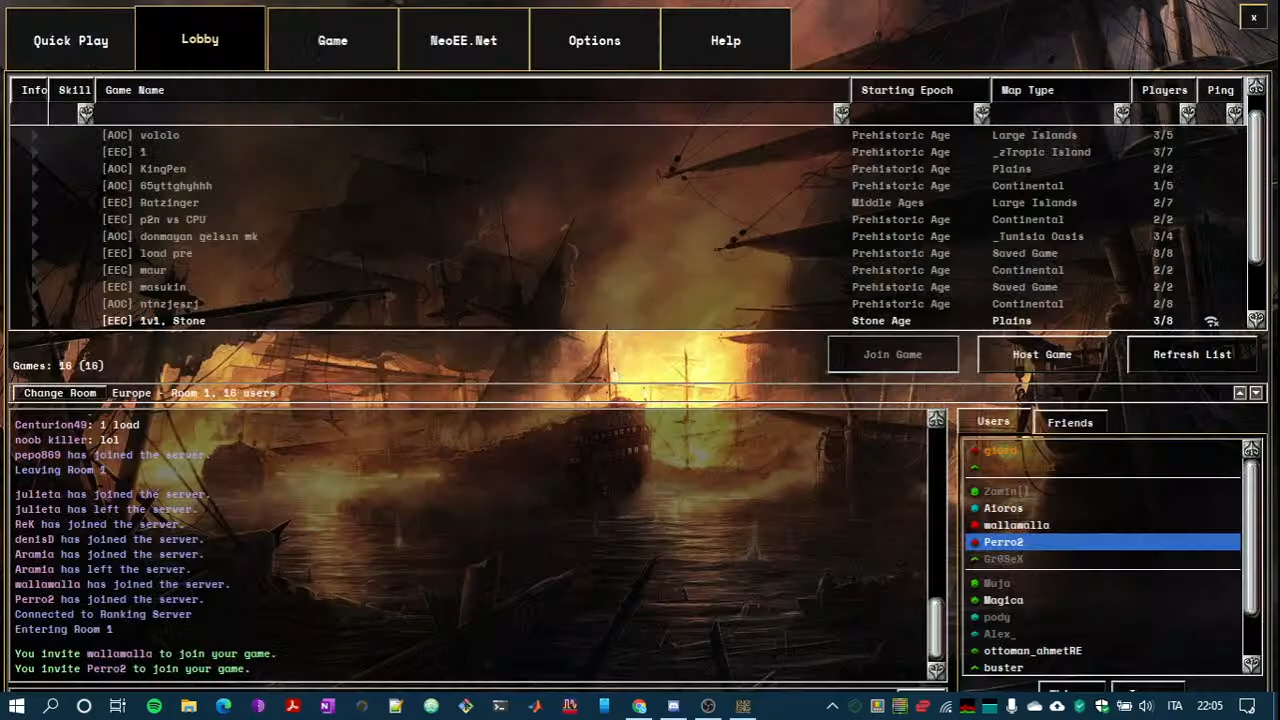 Quick Play Lobby Game NeoEE.Net Options Help x
Info Skill Game Name Starting Epoch Map Type Players Ping
[AOC] vololo Prehistoric Age Large Islands 3/5
[EEC] 1 Prehistoric Age _zTropic Island 3/7
[AOC] KingPen Prehistoric Age Plains 2/2
[AOC] 65yttghyhhh Prehistoric Age Continental 1/5
[EEC] Ratzinger Middle Ages Large Islands 2/7
[EEC] p2n vs CPU Prehistoric Age Continental 2/2
[AOC] donmayan gelsın mk Prehistoric Age _Tunisia Oasis 3/4
[EEC] load pre Prehistoric Age Saved Game 8/8
[EEC] maur Prehistoric Age Continental 2/2
[EEC] masukin Prehistoric Age Saved Game 2/2
[AOC] ntnzjesrj Prehistoric Age Continental 2/8
[EEC] 1v1, Stone Stone Age Plains 3/8
Games: 16 (16) Join Game Host Game Refresh List
Change Room Europe - Room 1, 16 users
Centurion49: i load
noob killer: lol
pepo869 has joined the server.
Leaving Room 1
julieta has joined the server.
julieta has left the server.
ReK has joined the server.
denisD has joined the server.
Aramia has joined the server.
Aramia has left the server.
wallawalla has joined the server.
Perro2 has joined the server.
Connected to Ranking Server
Entering Room 1
You invite wallawalla to join your game.
You invite Perro2 to join your game.
Users Friends
giord
Zamin[]
Aioros
wallawalla
Perro2
Gr0SeX
Muja
Magica
pody
Alex_
ottoman_ahmetRE
buster
ITA 22:05